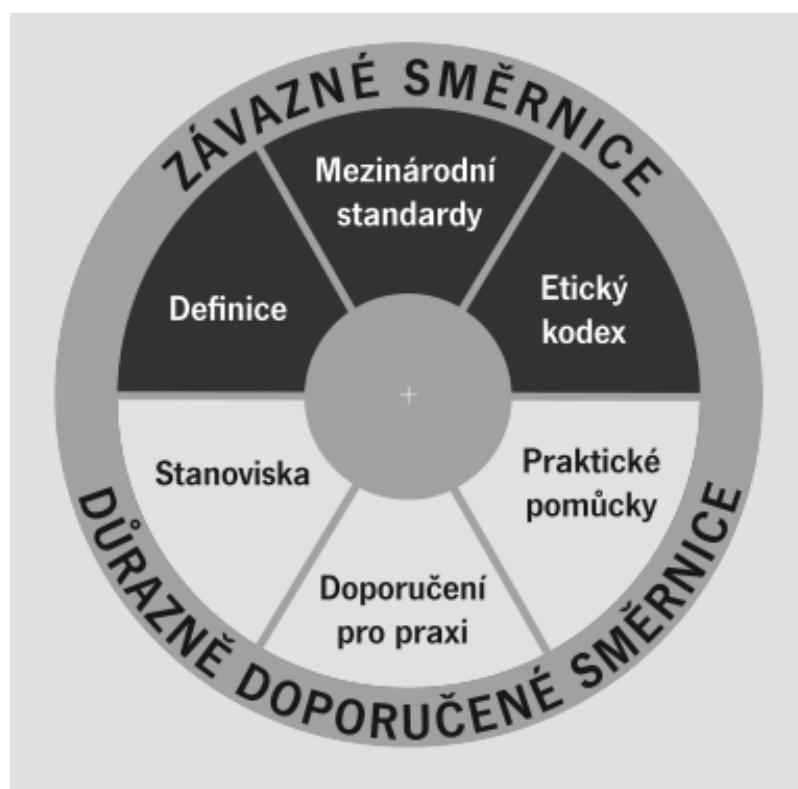 ZÁVAZNÉ SMĚRNICE
Mezinárodní
standardy
Definice
Etický
kodex
Stanoviska
Praktické
pomůcky
Doporučení
pro praxi
DŮRAZNĚ DOPORUČENÉ SMĚRNICE